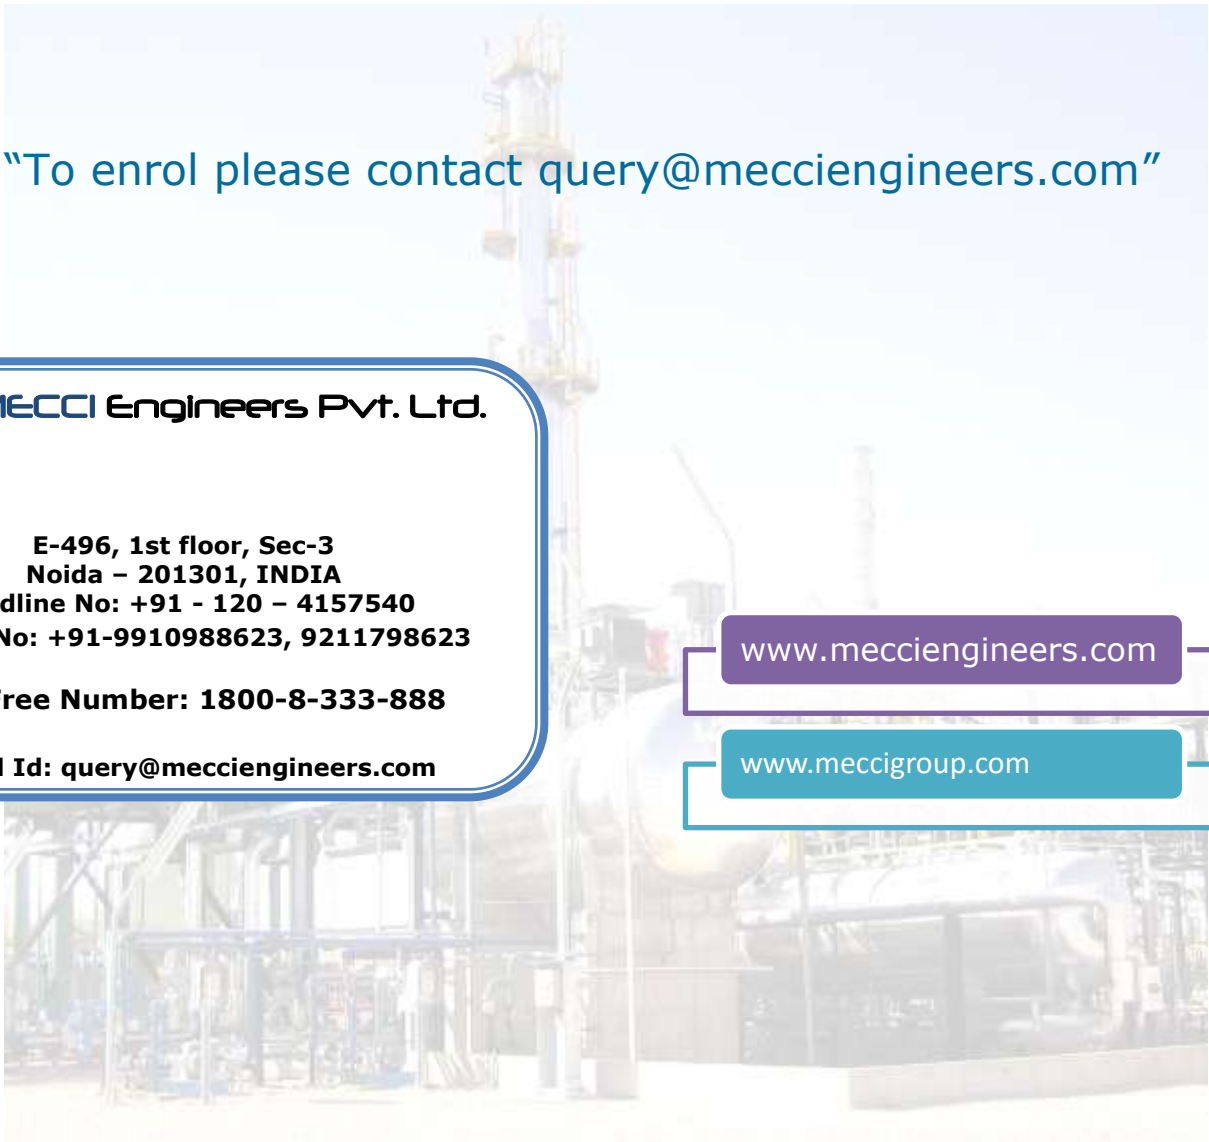 “To enrol please contact query@mecciengineers.com”
MECCI Engineers Pvt. Ltd.
E-496, 1st floor, Sec-3
Noida – 201301, INDIA
dline No: +91 - 120 – 4157540
No: +91-9910988623, 9211798623
Free Number: 1800-8-333-888
l Id: query@mecciengineers.com
www.mecciengineers.com
www.meccigroup.com